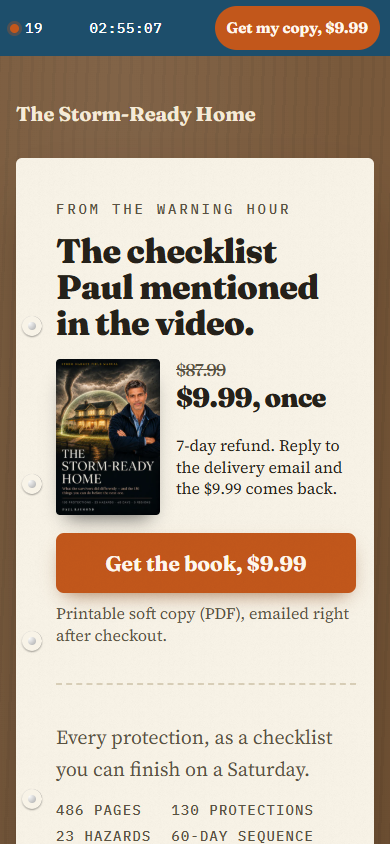 19
02:55:07
Get my copy, $9.99
The Storm-Ready Home
FROM THE WARNING HOUR
The checklist
Paul mentioned
in the video.
$87.99
$9.99, once
7-day refund. Reply to
the delivery email and
the $9.99 comes back.
THE
STORM-READY
HOME
Get the book, $9.99
Printable soft copy (PDF), emailed right
after checkout.
Every protection, as a checklist
you can finish on a Saturday.
486 PAGES
130 PROTECTIONS
23 HAZARDS
60-DAY SEQUENCE